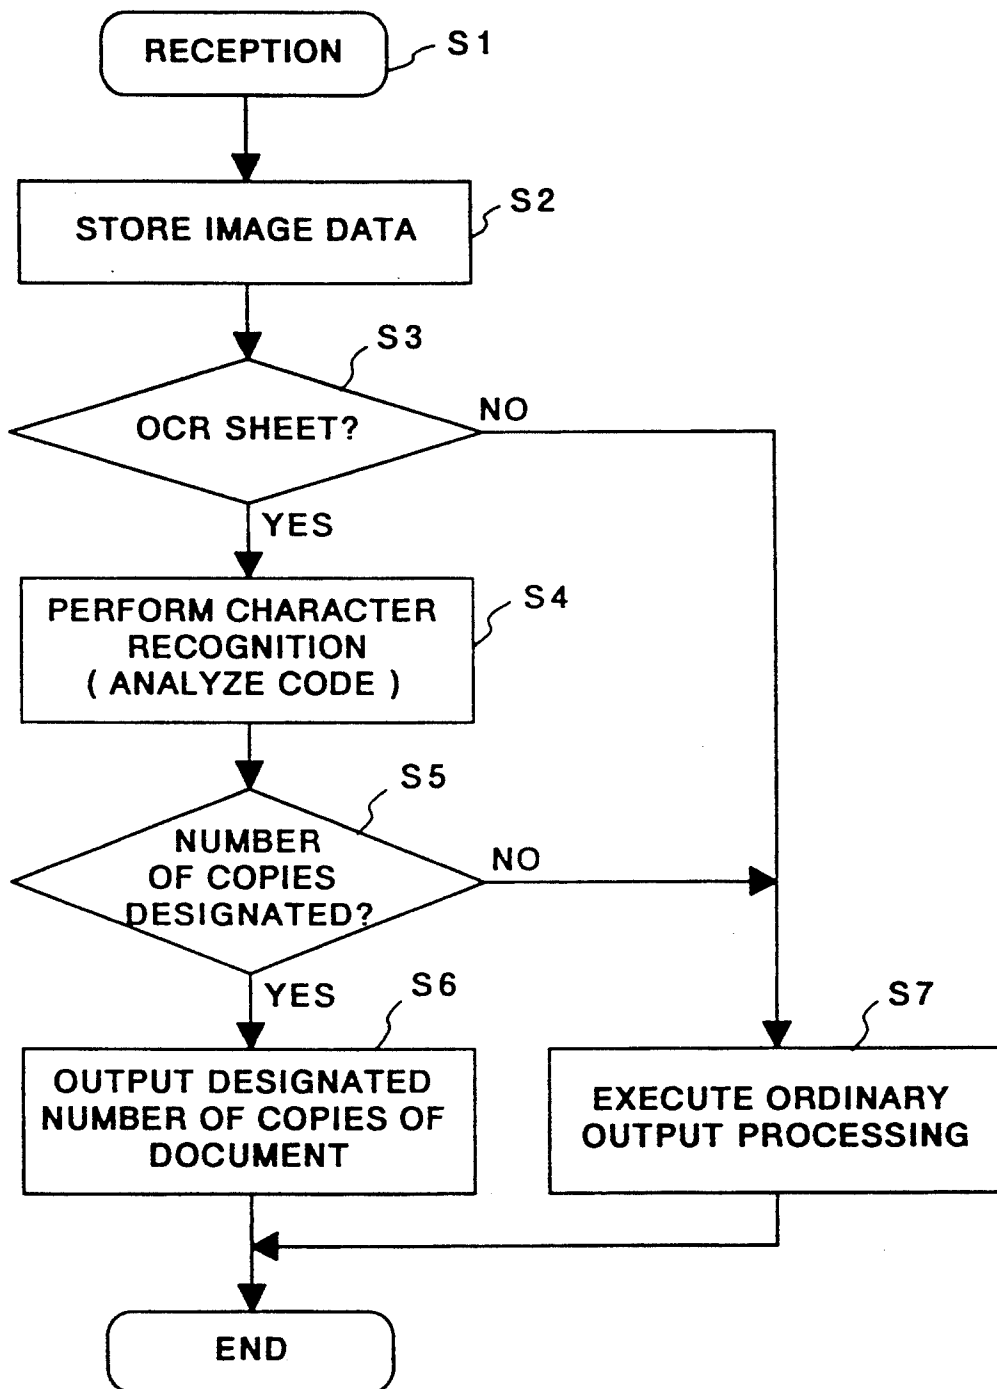 RECEPTION
S1
STORE IMAGE DATA
S2
S3
OCR SHEET?
NO
YES
PERFORM CHARACTER
RECOGNITION
( ANALYZE CODE )
S4
S5
NUMBER
OF COPIES
DESIGNATED?
NO
YES
S6
OUTPUT DESIGNATED
NUMBER OF COPIES OF
DOCUMENT
S7
EXECUTE ORDINARY
OUTPUT PROCESSING
END